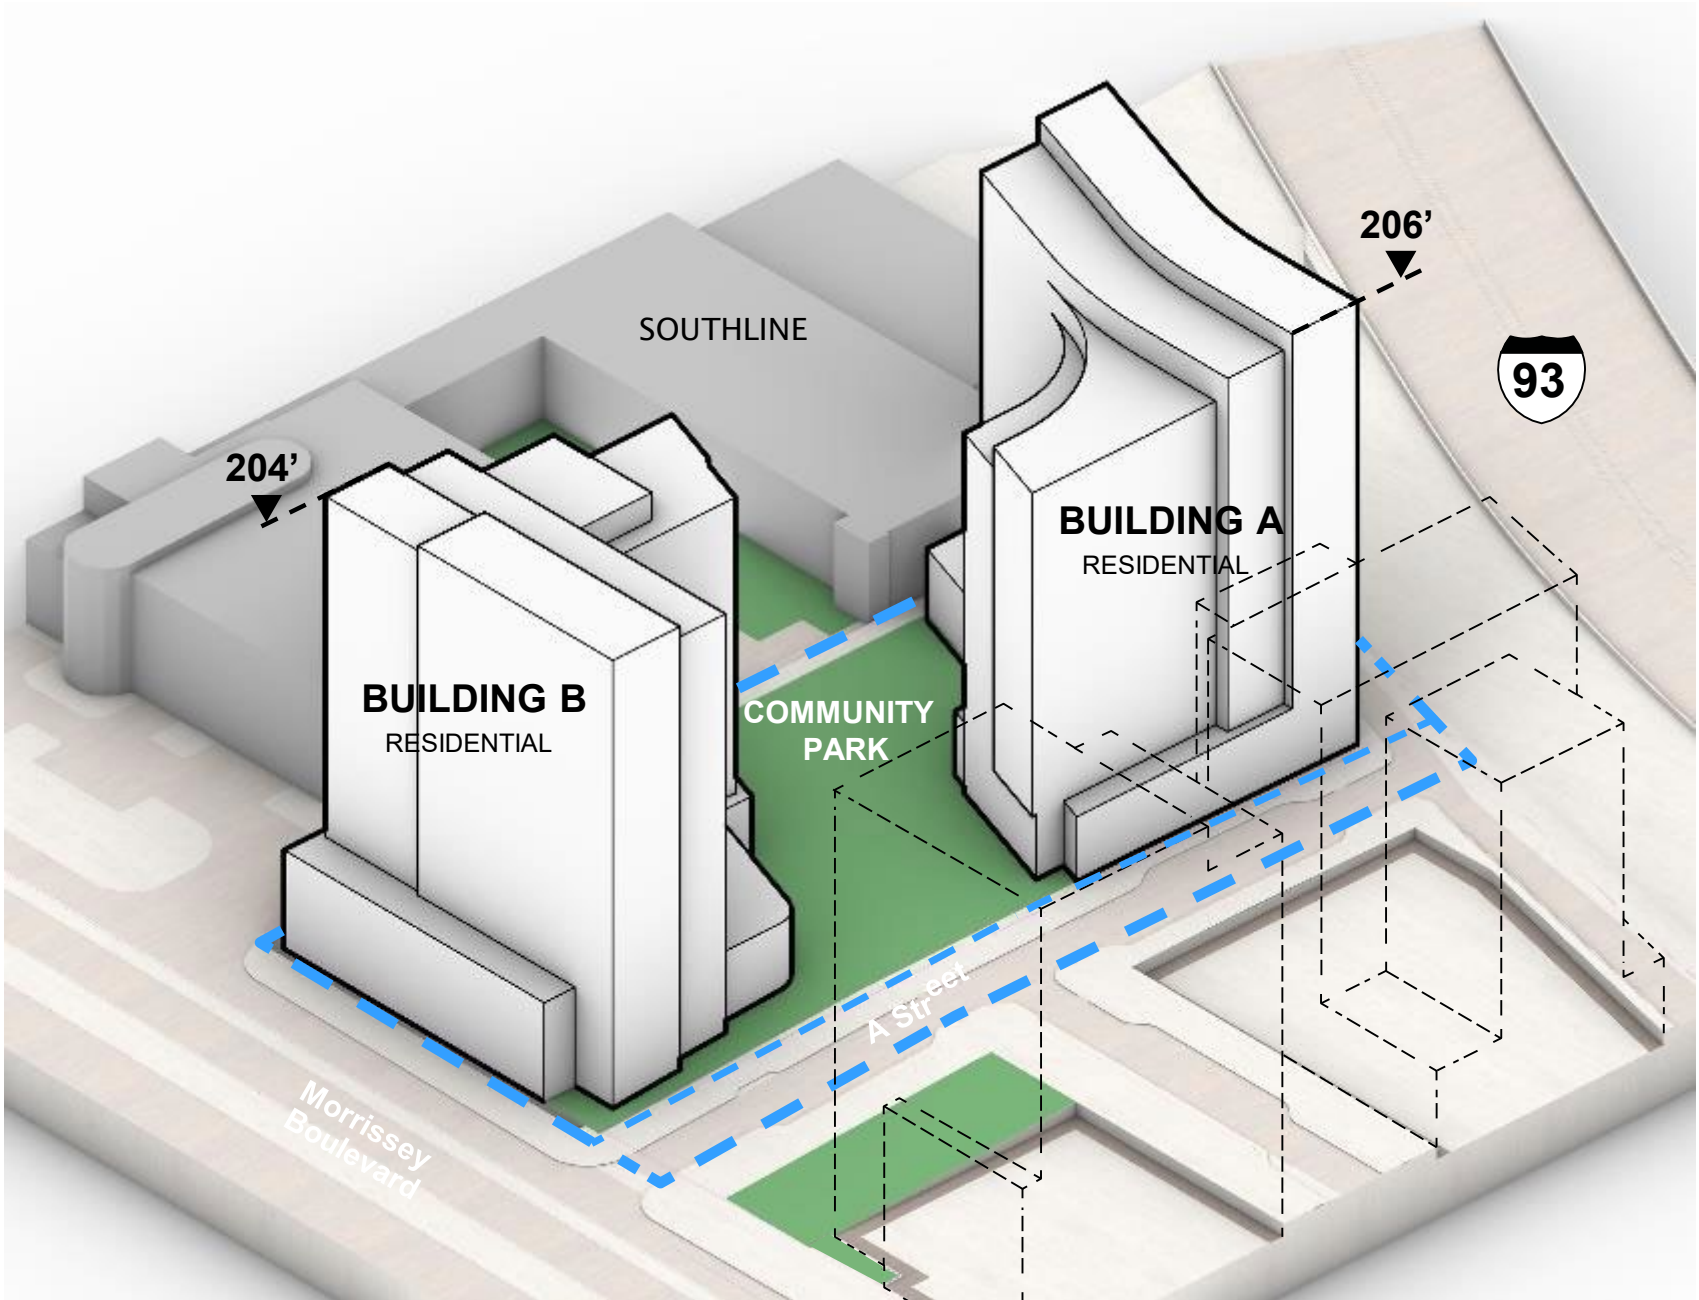 206’
SOUTHLINE
93
204’
BUILDING A
RESIDENTIAL
BUILDING B
RESIDENTIAL
COMMUNITY
PARK
A Street
Morrissey
Boulevard